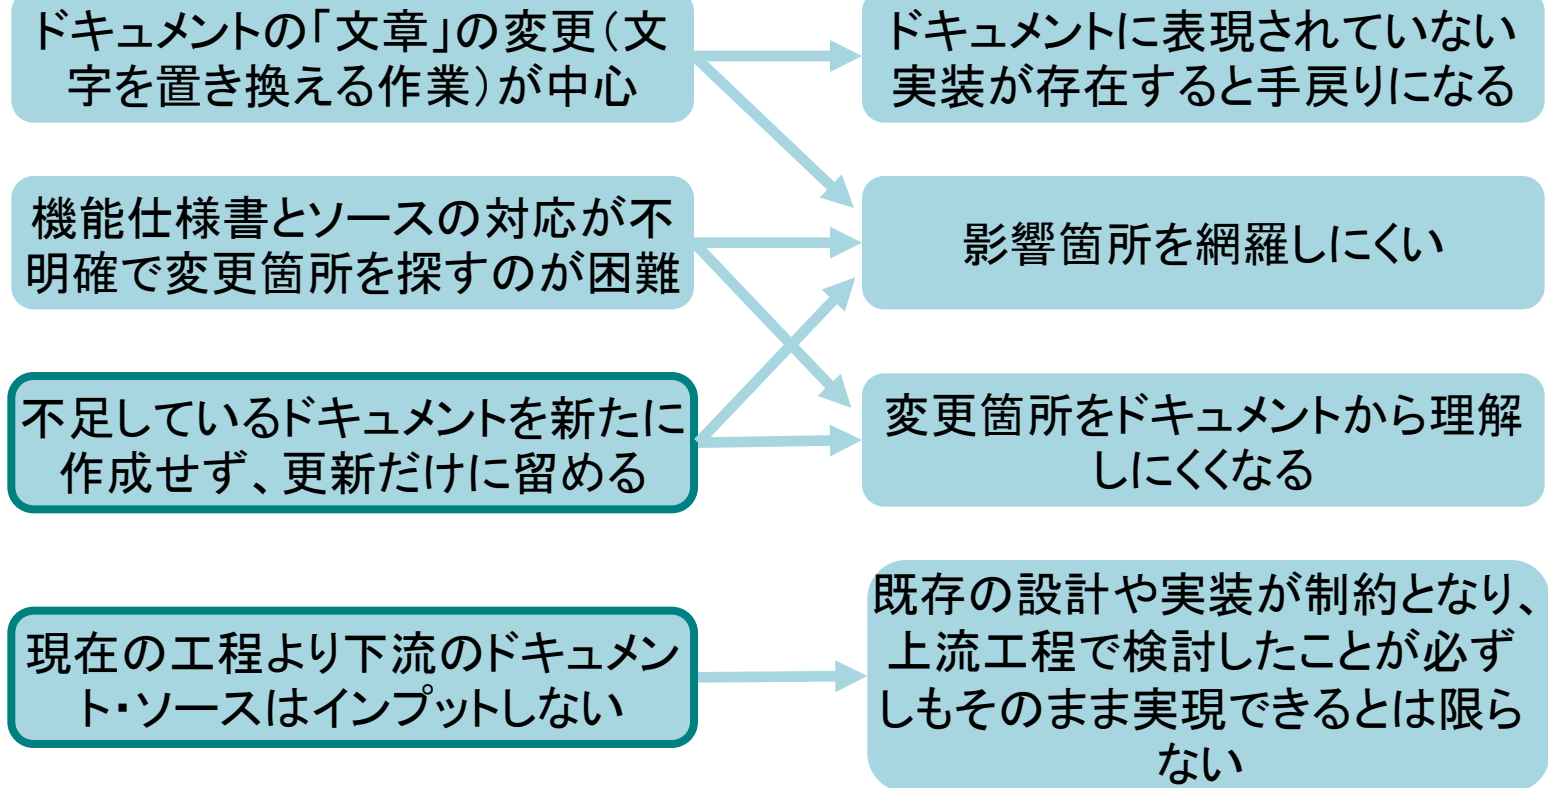 ドキュメントの「文章」の変更(文
字を置き換える作業)が中心
ドキュメントに表現されていない
実装が存在すると手戻りになる
機能仕様書とソースの対応が不
明確で変更箇所を探すのが困難
影響箇所を網羅しにくい
不足しているドキュメントを新たに
作成せず、更新だけに留める
変更箇所をドキュメントから理解
しにくくなる
現在の工程より下流のドキュメン
ト・ソースはインプットしない
既存の設計や実装が制約となり、
上流工程で検討したことが必ず
しもそのまま実現できるとは限ら
ない